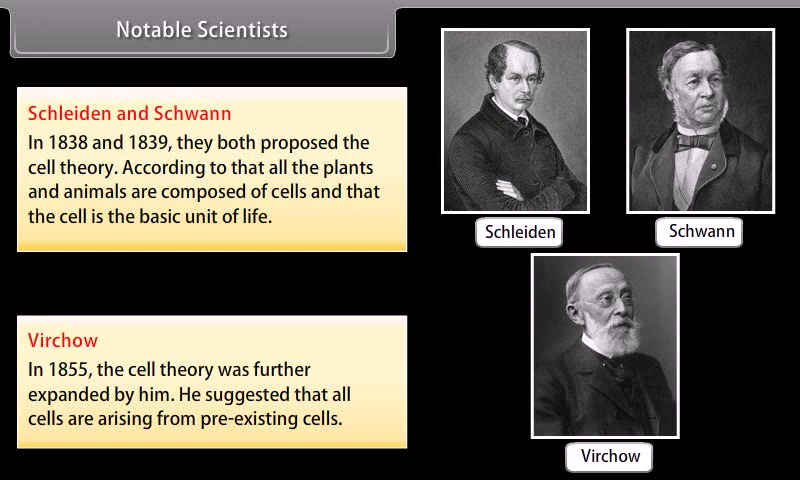 Notable Scientists
Schleiden and Schwann
In 1838 and 1839, they both proposed the
cell theory. According to that all the plants
and animals are composed of cells and that
the cell is the basic unit of life.
Schleiden
Schwann
Virchow
In 1855, the cell theory was further
expanded by him. He suggested that all
cells are arising from pre-existing cells.
Virchow